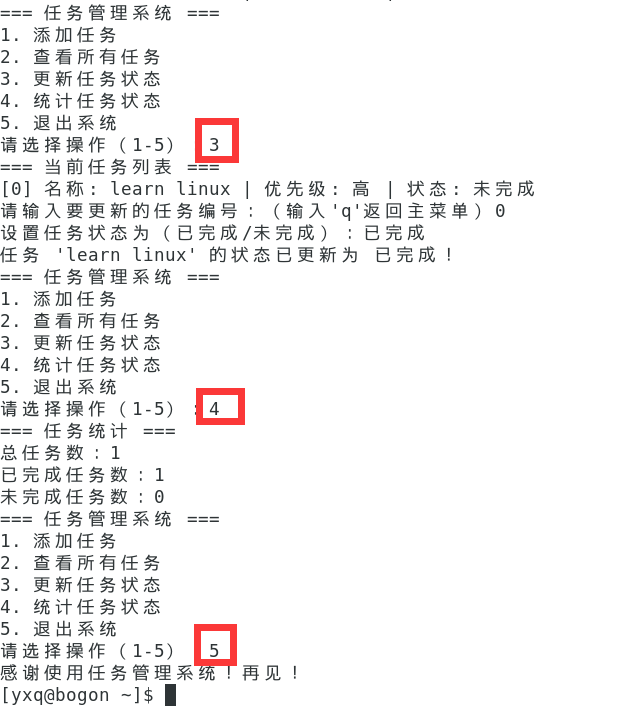 === 任务管理系统 ===
1. 添加任务
2. 查看所有任务
3. 更新任务状态
4. 统计任务状态
5. 退出系统
请选择操作（1-5） 3
=== 当前任务列表 ===
[0] 名称: learn linux | 优先级: 高 | 状态: 未完成
请输入要更新的任务编号：（输入'q'返回主菜单）0
设置任务状态为（已完成/未完成）：已完成
任务 'learn linux' 的状态已更新为 已完成！
=== 任务管理系统 ===
1. 添加任务
2. 查看所有任务
3. 更新任务状态
4. 统计任务状态
5. 退出系统
请选择操作（1-5）：4
=== 任务统计 ===
总任务数：1
已完成任务数：1
未完成任务数：0
=== 任务管理系统 ===
1. 添加任务
2. 查看所有任务
3. 更新任务状态
4. 统计任务状态
5. 退出系统
请选择操作（1-5） 5
感谢使用任务管理系统！再见！
[yxq@bogon ~]$